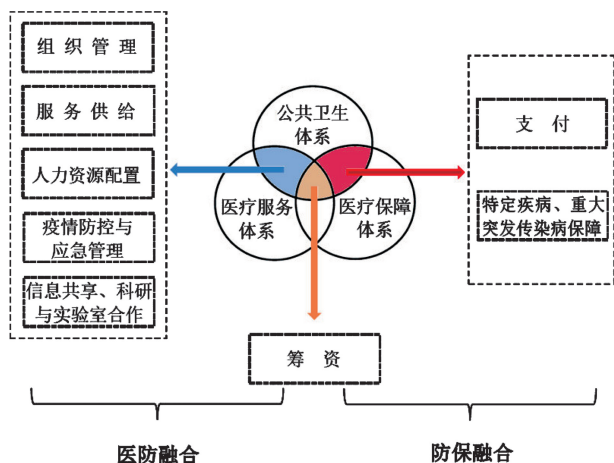 组织管理
服务供给
人力资源配置
疫情防控与
应急管理
信息共享、科研
与实验室合作
公共卫生
体系
医疗服务
体系
医疗保障
体系
支付
特定疾病、重大
突发传染病保障
筹资
医防融合
防保融合